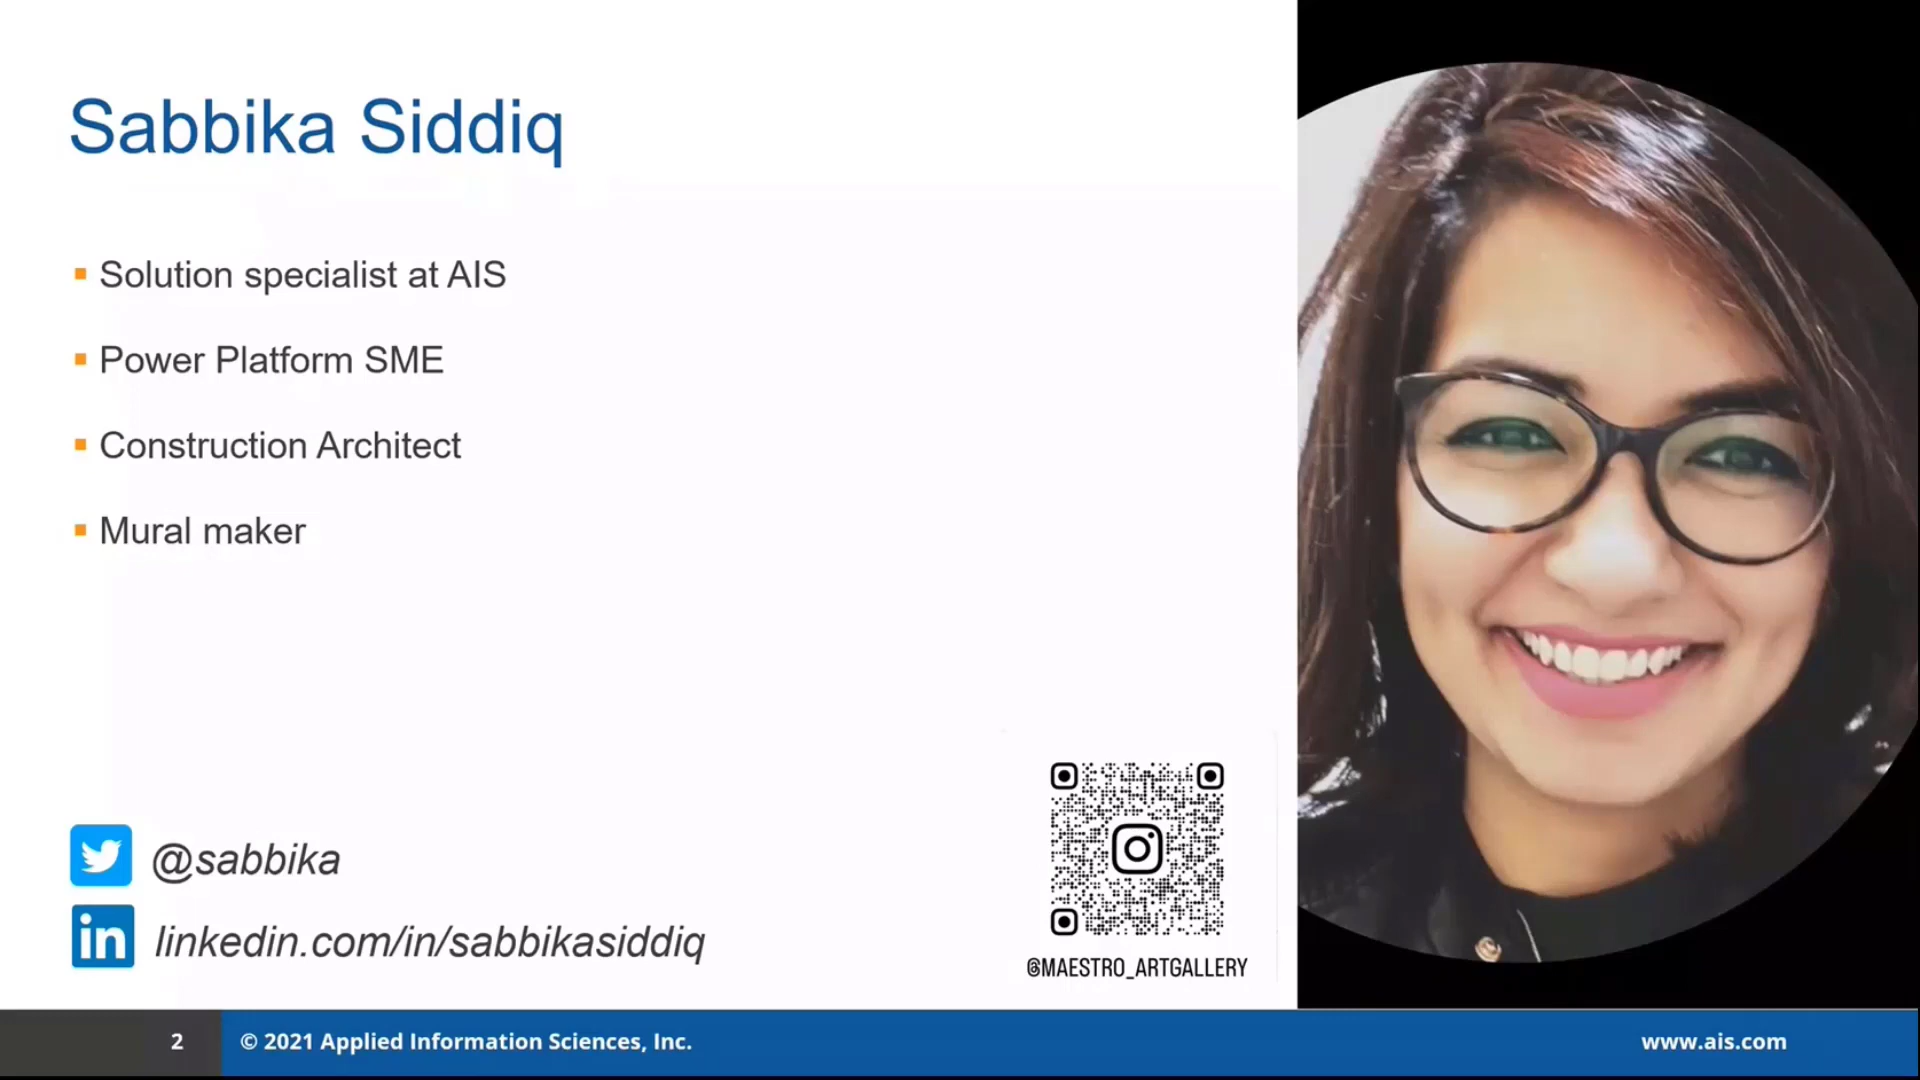 Sabbika Siddiq
Solution specialist at AIS
Power Platform SME
Construction Architect
Mural maker
@sabbika
in linkedin.com/in/sabbikasiddiq
@MAESTRO_ARTGALLERY
2 © 2021 Applied Information Sciences, Inc. www.ais.com